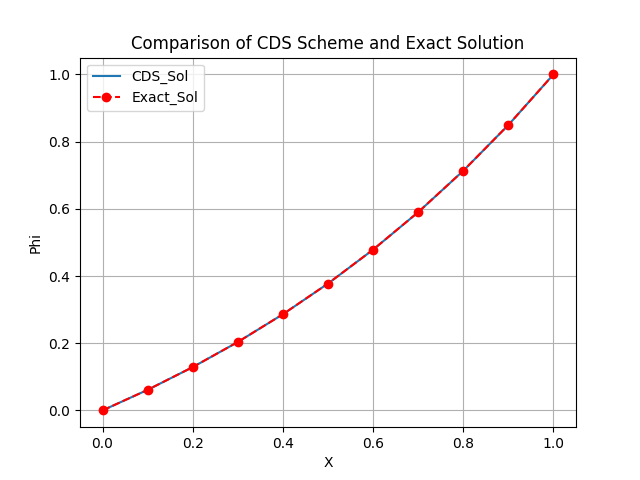 Comparison of CDS Scheme and Exact Solution
CDS_Sol
Exact_Sol
1.0
0.8
0.6
0.4
0.2
0.0
Phi
0.0 0.2 0.4 0.6 0.8 1.0
X